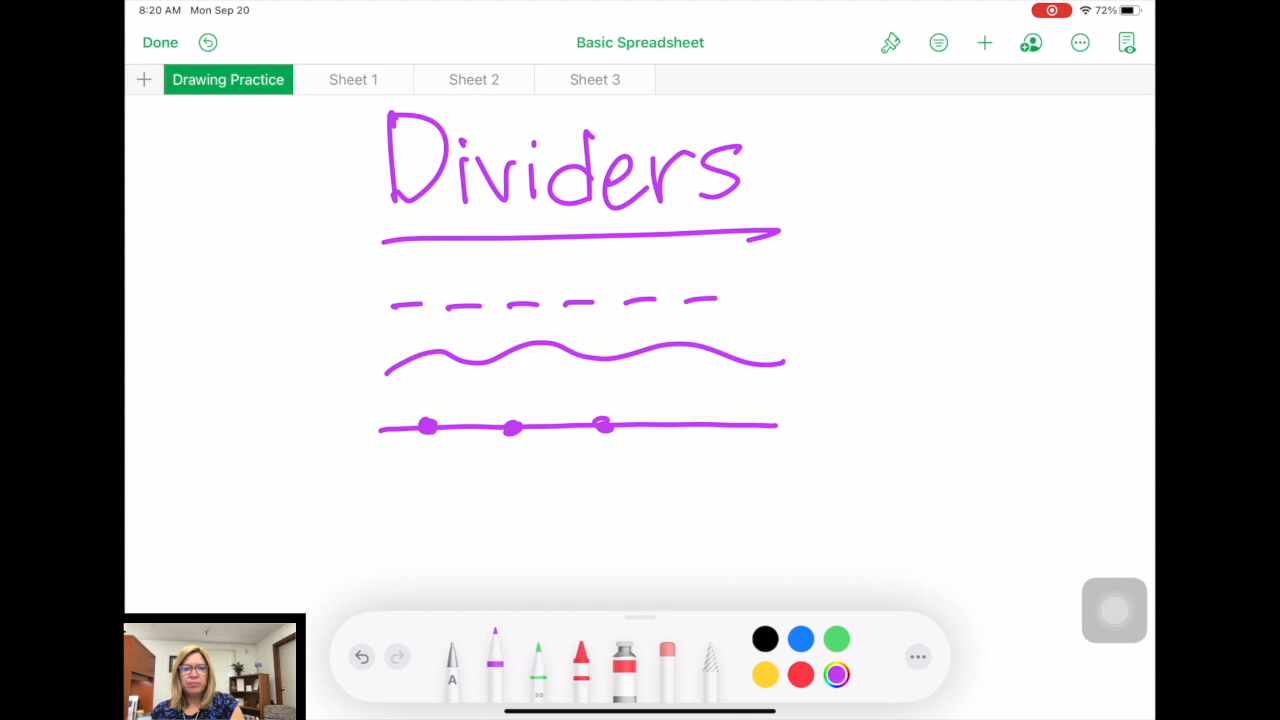 8:20 AM Mon Sep 20 72%
Done Basic Spreadsheet
Drawing Practice Sheet 1 Sheet 2 Sheet 3
Dividers
A
50